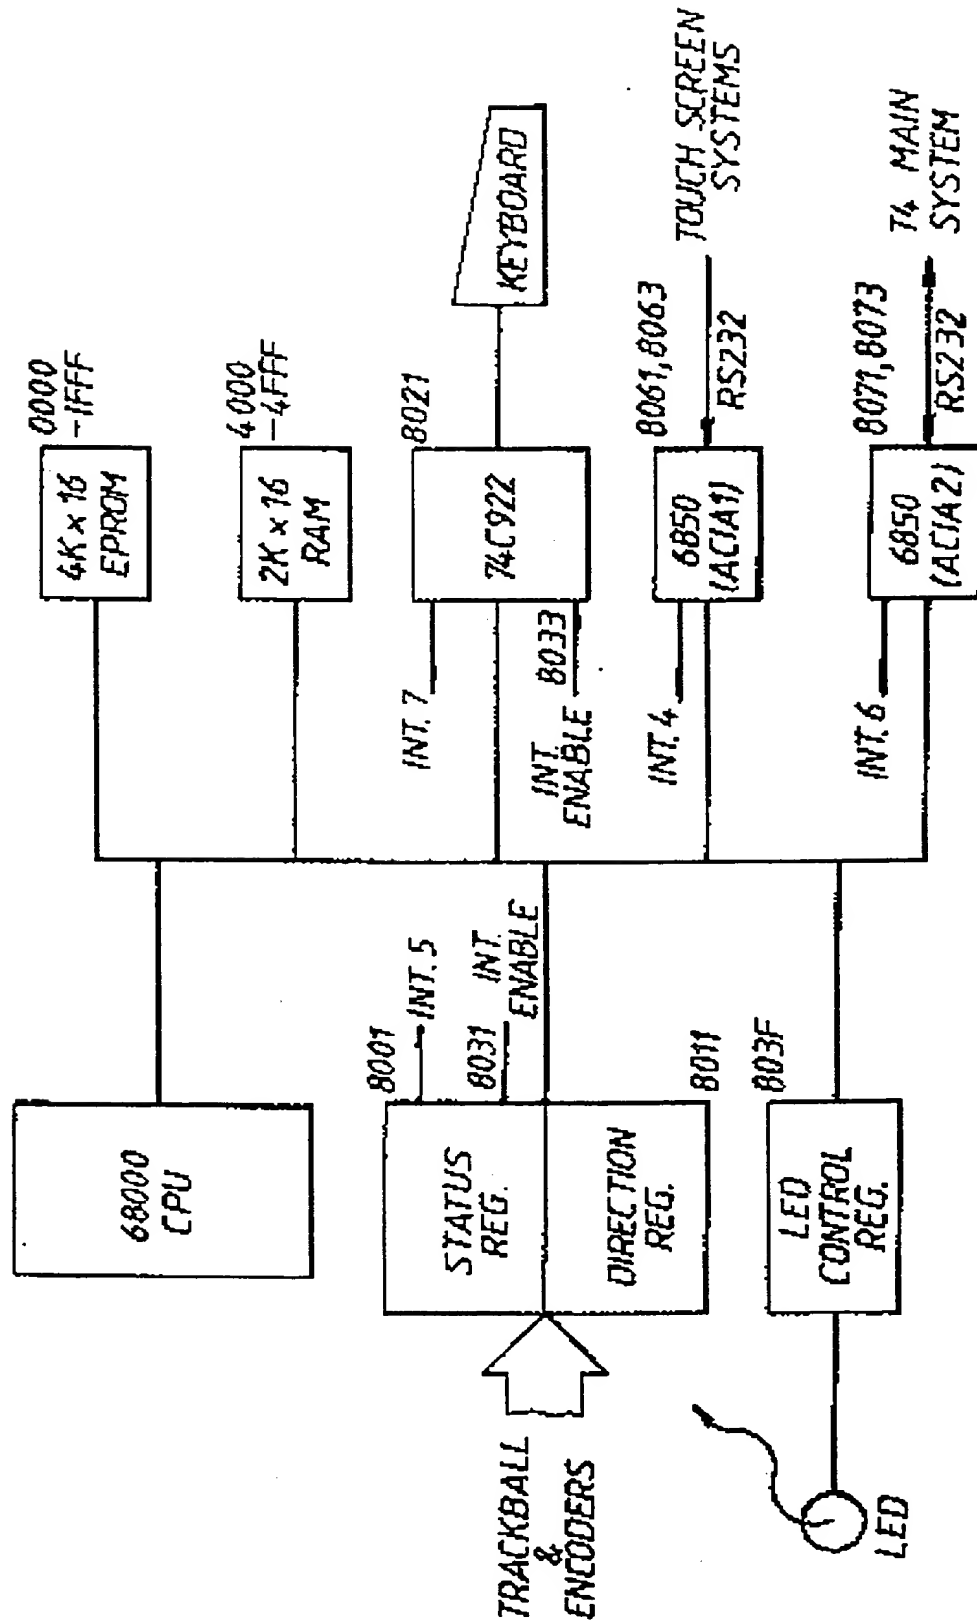 68000
CPU
4K x 16
EPROM
0000
-1FFF
2K x 16
RAM
4000
-4FFF
8001
INT. 5
8031
INT.
ENABLE
STATUS
REG.
DIRECTION
REG.
8011
TRACKBALL
&
ENCODERS
INT. 7
74C922
8021
KEYBOARD
INT.
ENABLE
8033
INT. 4
6850
(ACIA1)
8061, 8063
RS232
TOUCH SCREEN
SYSTEMS
LED
LED
CONTROL
REG.
803F
INT. 6
6850
(ACIA2)
8071, 8073
RS232
T4 MAIN
SYSTEM